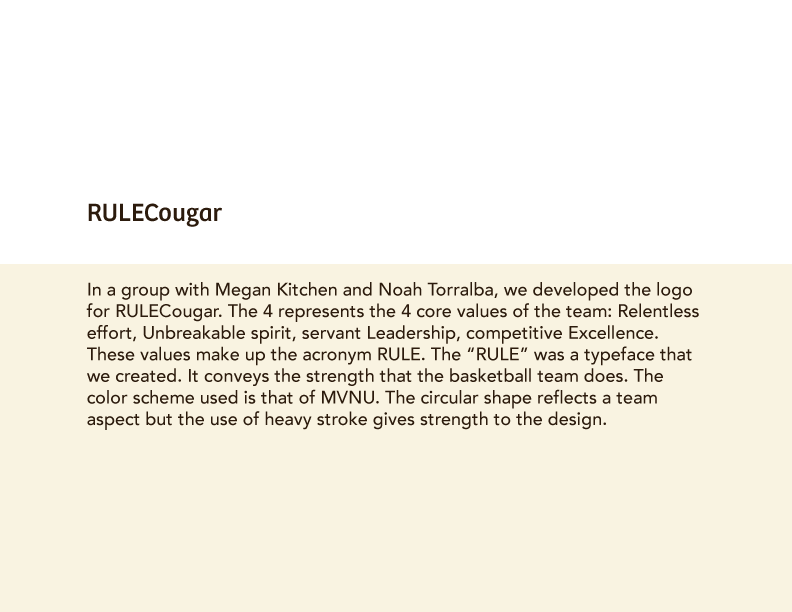 RULECougar
In a group with Megan Kitchen and Noah Torralba, we developed the logo
for RULECougar. The 4 represents the 4 core values of the team: Relentless
effort, Unbreakable spirit, servant Leadership, competitive Excellence.
These values make up the acronym RULE. The “RULE” was a typeface that
we created. It conveys the strength that the basketball team does. The
color scheme used is that of MVNU. The circular shape reflects a team
aspect but the use of heavy stroke gives strength to the design.